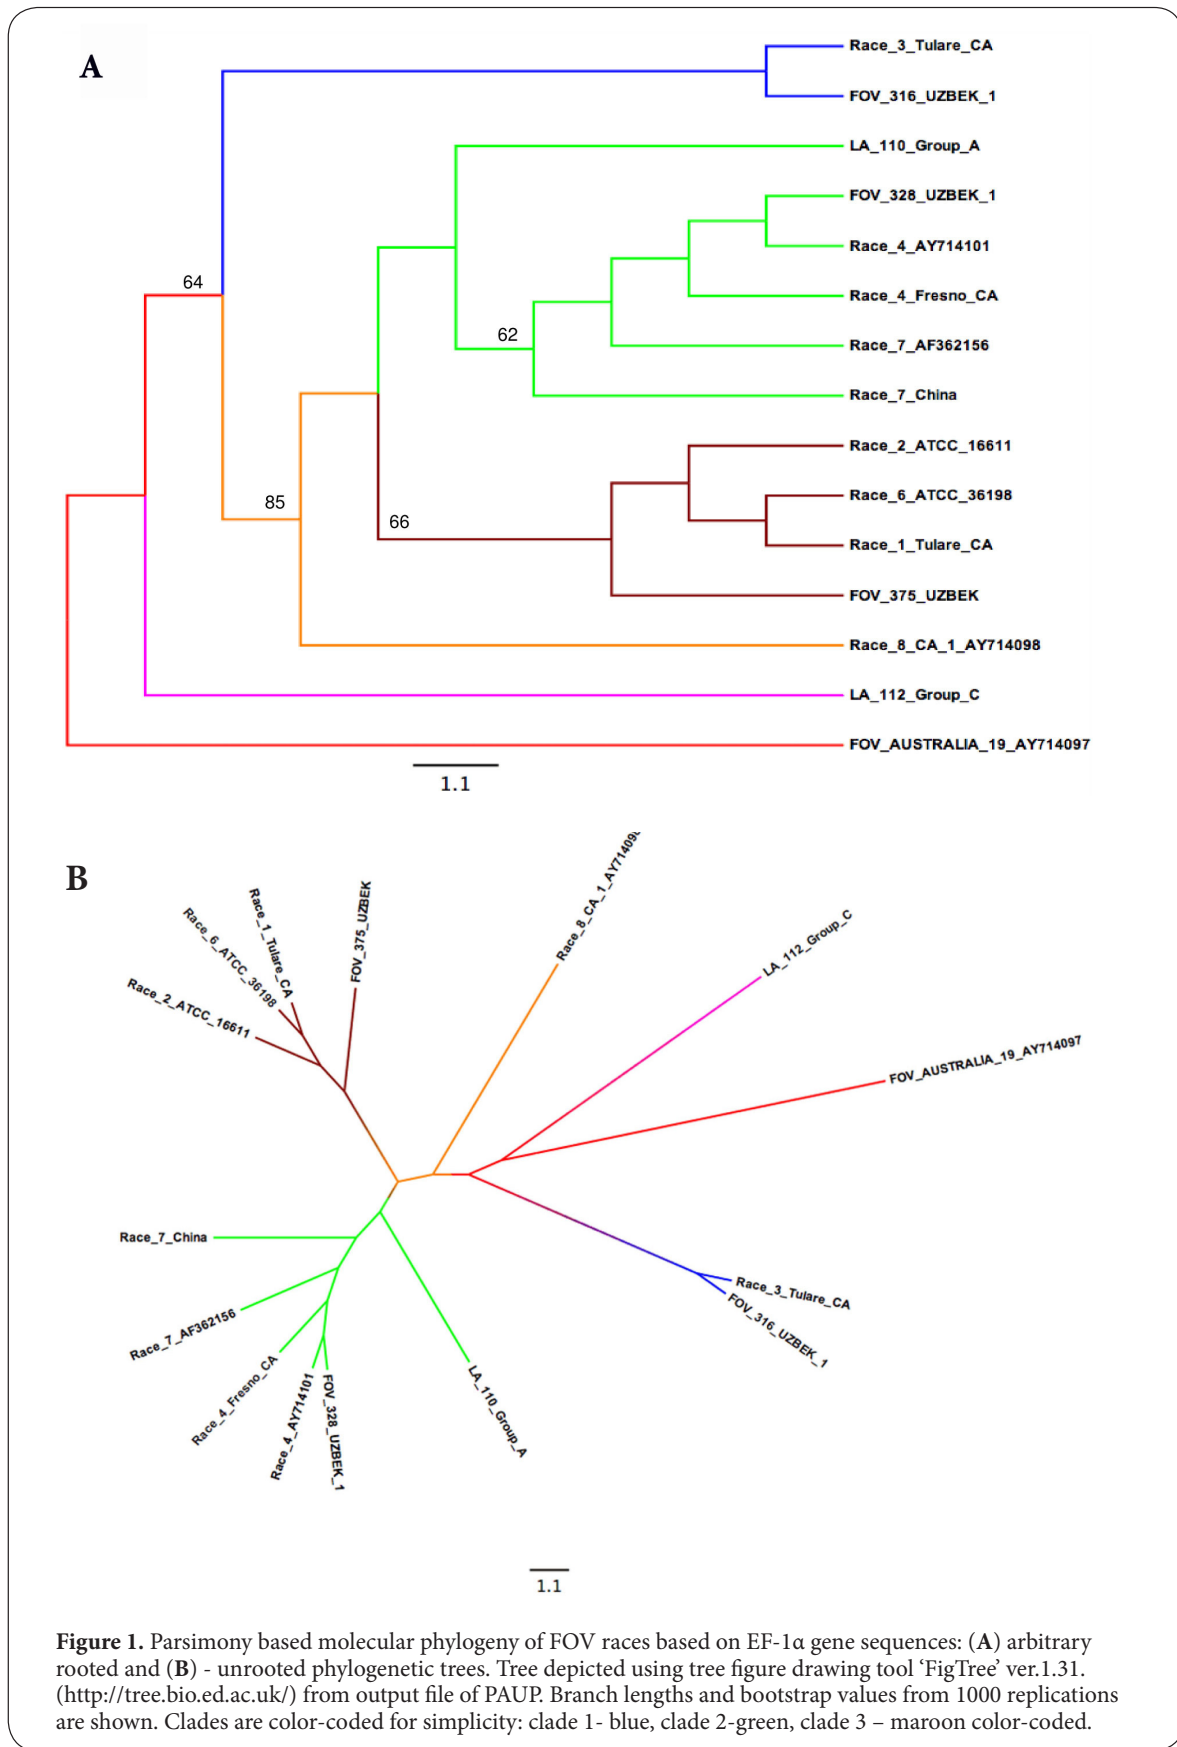 A
Race_3_Tulare_CA
FOV_316_UZBEK_1
LA_110_Group_A
FOV_328_UZBEK_1
Race_4_AY714101
64
Race_4_Fresno_CA
62
Race_7_AF362156
Race_7_China
Race_2_ATCC_16611
85
Race_6_ATCC_36198
66
Race_1_Tulare_CA
FOV_375_UZBEK
Race_8_CA_1_AY714098
LA_112_Group_C
FOV_AUSTRALIA_19_AY714097
1.1
B
Race_2_ATCC_16611
Race_6_ATCC_36198
Race_1_Tulare_CA
FOV_375_UZBEK
Race_8_CA_1_AY714098
LA_112_Group_C
FOV_AUSTRALIA_19_AY714097
Race_7_China
Race_3_Tulare_CA
FOV_316_UZBEK_1
Race_7_AF362156
Race_4_Fresno_CA
Race_4_AY714101
FOV_328_UZBEK_1
LA_110_Group_A
1.1
Figure 1. Parsimony based molecular phylogeny of FOV races based on EF-1α gene sequences: (A) arbitrary
rooted and (B) - unrooted phylogenetic trees. Tree depicted using tree figure drawing tool ‘FigTree’ ver.1.31.
(http://tree.bio.ed.ac.uk/) from output file of PAUP. Branch lengths and bootstrap values from 1000 replications
are shown. Clades are color-coded for simplicity: clade 1- blue, clade 2-green, clade 3 – maroon color-coded.